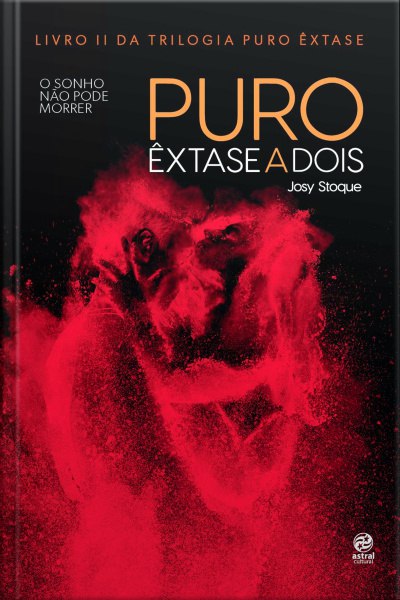 LIVRO II DA TRILOGIA PURO ÊXTASE
O SONHO
NÃO PODE
MORRER
PURO
ÊXTASE A DOIS
Josy Stoque
astral
cultural